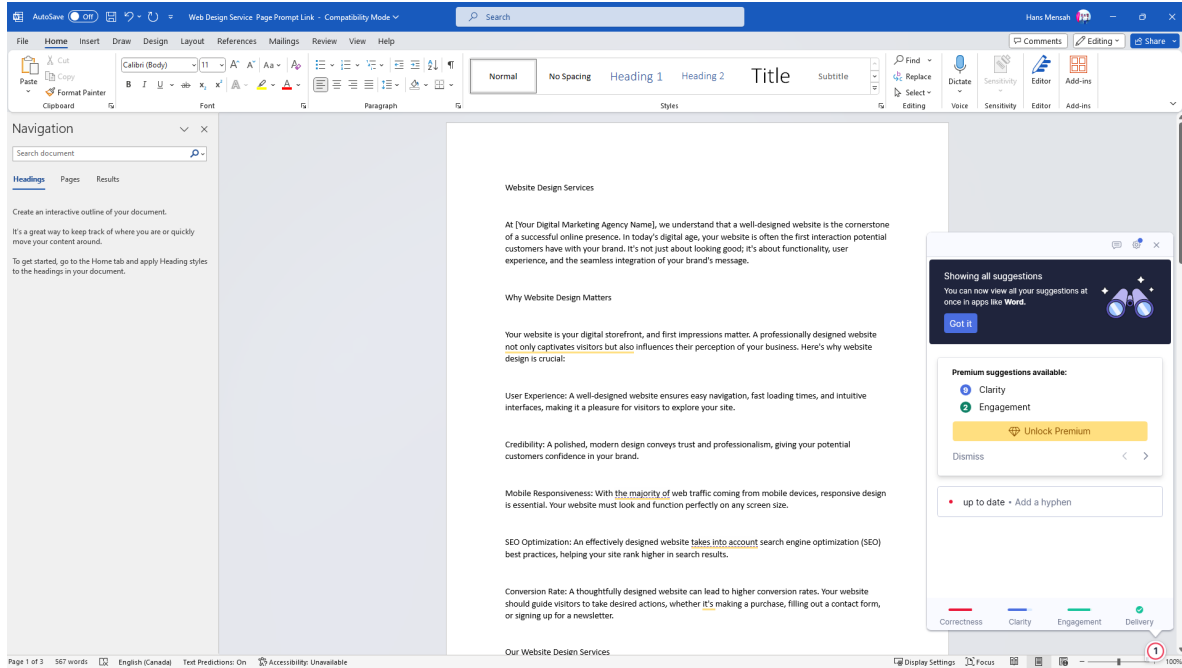 AutoSave Off Web Design Service Page Prompt Link - Compatibility Mode Search Hans Mensah
File Home Insert Draw Design Layout References Mailings Review View Help Comments Editing Share
Paste Cut Copy Format Painter
Calibri (Body) 11
Normal No Spacing Heading 1 Heading 2 Title Subtitle
Find Replace Select
Dictate Sensitivity Editor Add-ins
Clipboard Font Paragraph Styles Editing Voice Sensitivity Editor Add-ins
Navigation
Search document
Headings Pages Results
Create an interactive outline of your document.
It's a great way to keep track of where you are or quickly
move your content around.
To get started, go to the Home tab and apply Heading styles
to the headings in your document.
Website Design Services
At [Your Digital Marketing Agency Name], we understand that a well-designed website is the cornerstone
of a successful online presence. In today's digital age, your website is often the first interaction potential
customers have with your brand. It's not just about looking good; it's about functionality, user
experience, and the seamless integration of your brand's message.
Why Website Design Matters
Your website is your digital storefront, and first impressions matter. A professionally designed website
not only captivates visitors but also influences their perception of your business. Here's why website
design is crucial:
User Experience: A well-designed website ensures easy navigation, fast loading times, and intuitive
interfaces, making it a pleasure for visitors to explore your site.
Credibility: A polished, modern design conveys trust and professionalism, giving your potential
customers confidence in your brand.
Mobile Responsiveness: With the majority of web traffic coming from mobile devices, responsive design
is essential. Your website must look and function perfectly on any screen size.
SEO Optimization: An effectively designed website takes into account search engine optimization (SEO)
best practices, helping your site rank higher in search results.
Conversion Rate: A thoughtfully designed website can lead to higher conversion rates. Your website
should guide visitors to take desired actions, whether it's making a purchase, filling out a contact form,
or signing up for a newsletter.
Our Website Design Services
Showing all suggestions
You can now view all your suggestions at
once in apps like Word.
Got it
Premium suggestions available:
9 Clarity
2 Engagement
Unlock Premium
Dismiss
up to date • Add a hyphen
Correctness Clarity Engagement Delivery
1
Page 1 of 3 567 words English (Canada) Text Predictions: On Accessibility: Unavailable Display Settings Focus 100%